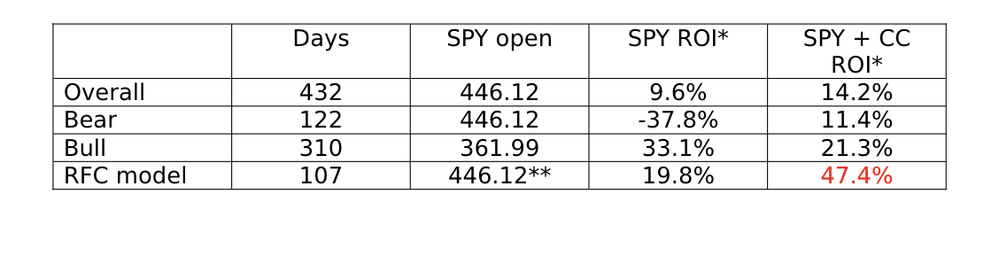 Days SPY open SPY ROI* SPY + CC
ROI*
Overall 432 446.12 9.6% 14.2%
Bear 122 446.12 -37.8% 11.4%
Bull 310 361.99 33.1% 21.3%
RFC model 107 446.12** 19.8% 47.4%